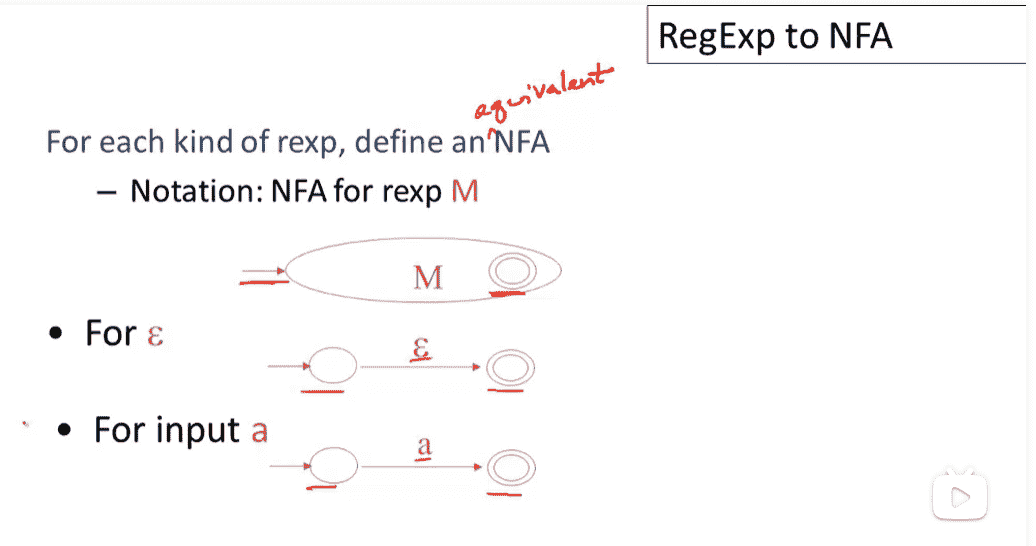 RegExp to NFA
equivalent
For each kind of rexp, define an^NFA
– Notation: NFA for rexp M
M
• For ε
ε
• For input a
a